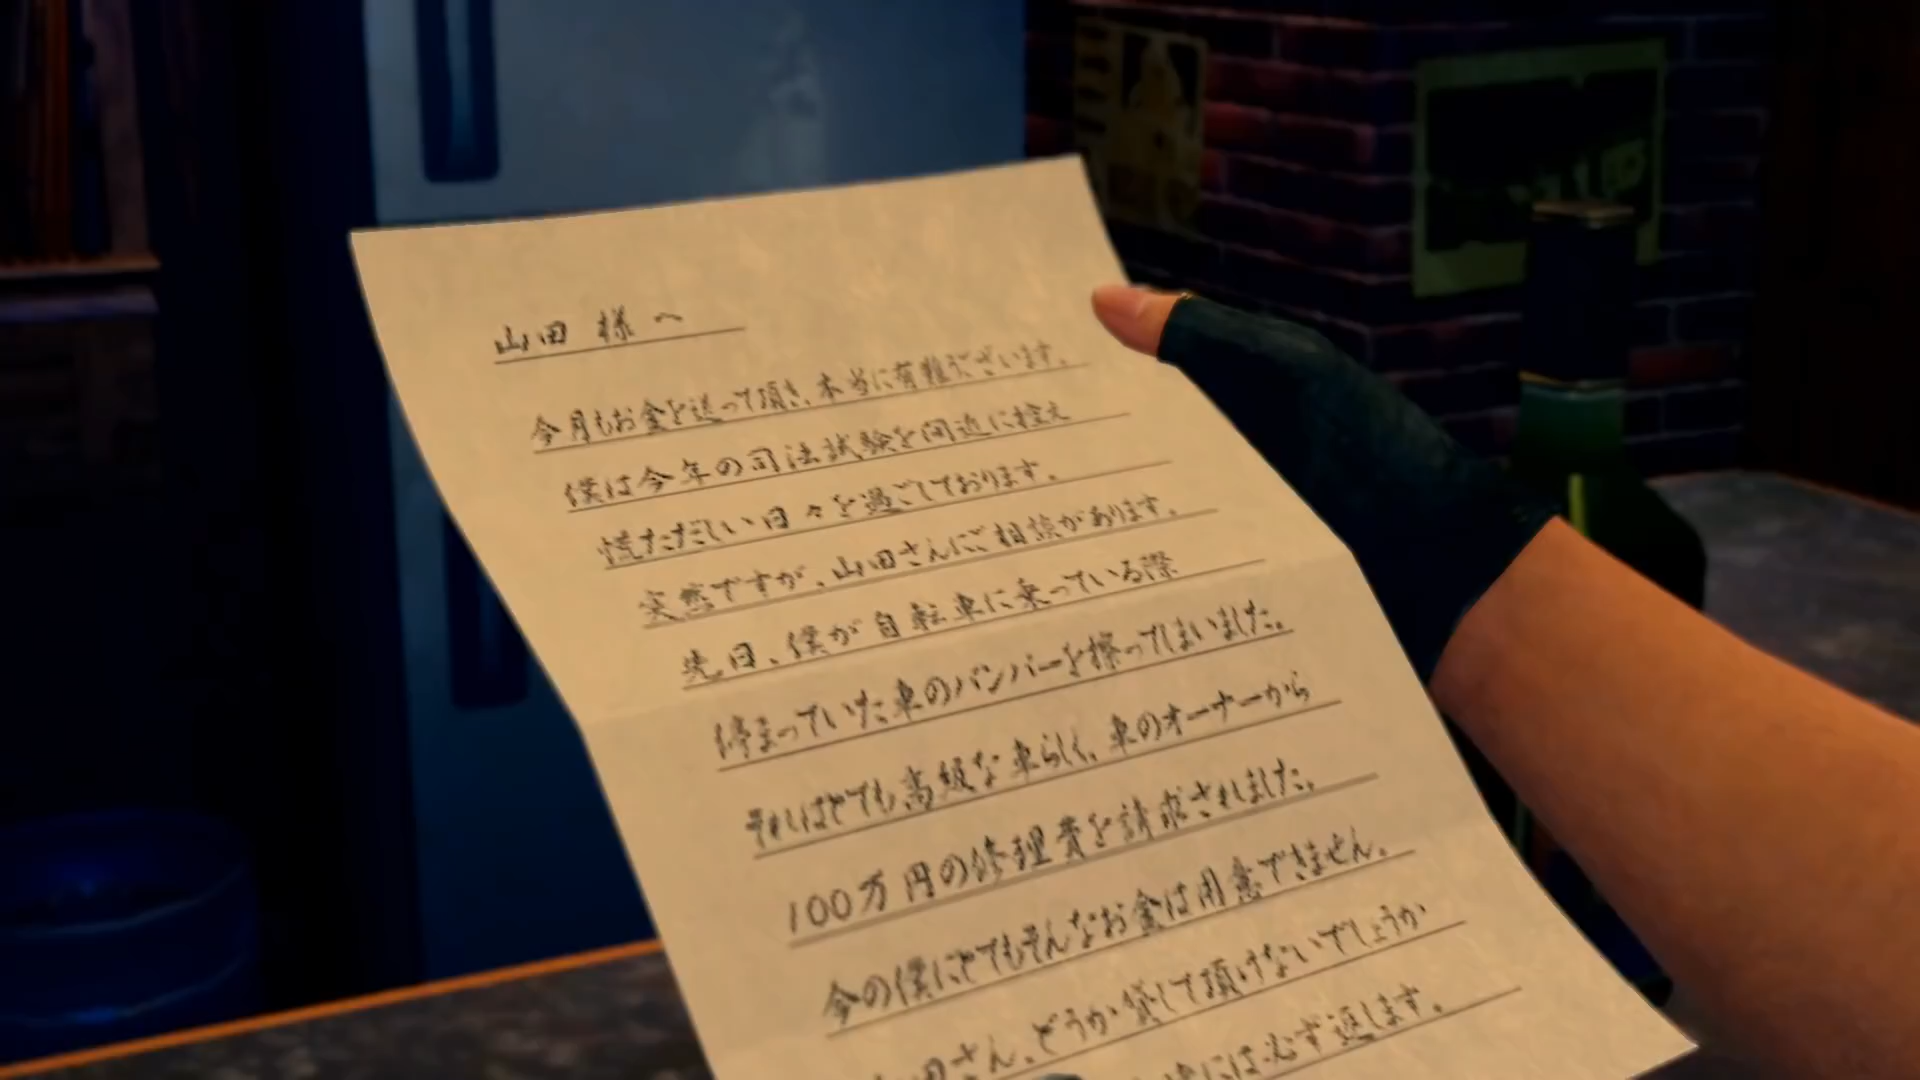 山田 様へ
今月もお金を送って頂き、本当に有難うございます。
僕は今年の司法試験を間近に控え
慌ただしい日々を過ごしております。
突然ですが、山田さんにご相談があります。
先日、僕が自転車に乗っている際
停まっていた車のバンパーを擦ってしまいました。
それはとても高級な車らしく、車のオーナーから
100万円の修理費を請求されました。
今の僕にとてもそんなお金は用意できません。
田さん、どうか貸して頂けないでしょうか
には必ず返します。